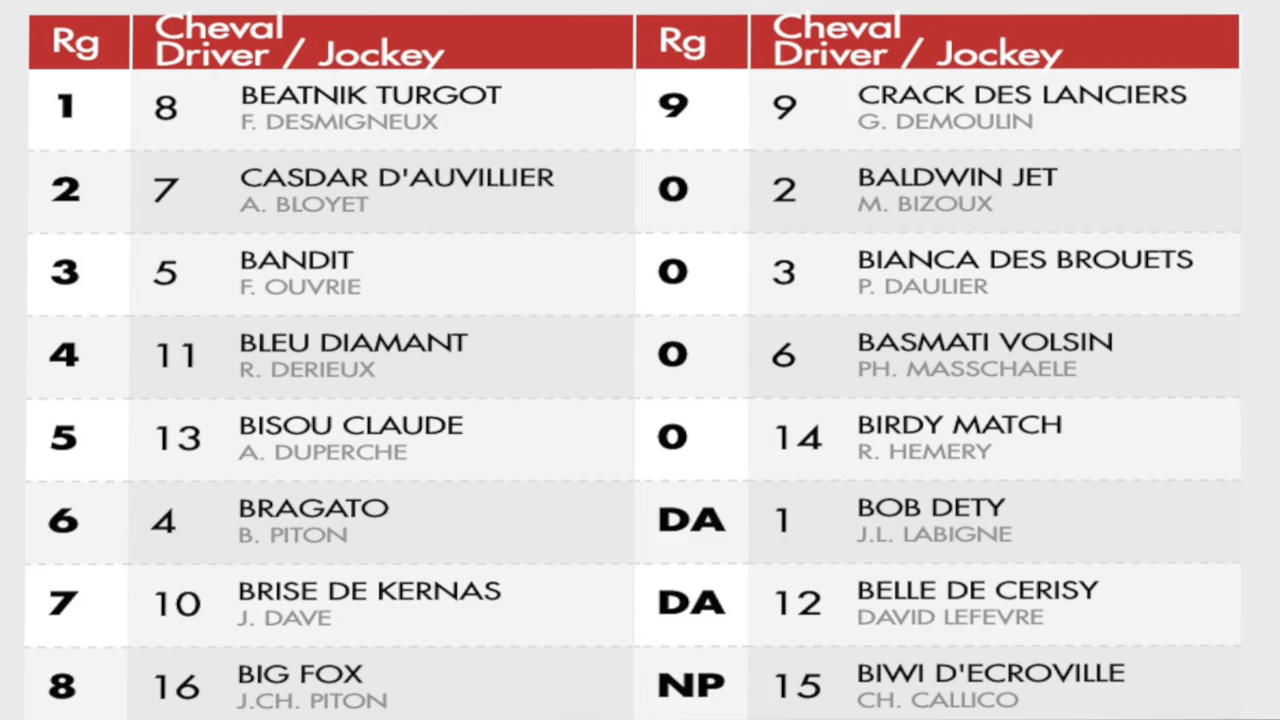 Rg Cheval
Driver / Jockey
1 8 BEATNIK TURGOT
F. DESMIGNEUX
2 7 CASDAR D'AUVILLIER
A. BLOYET
3 5 BANDIT
F. OUVRIE
4 11 BLEU DIAMANT
R. DERIEUX
5 13 BISOU CLAUDE
A. DUPERCHE
6 4 BRAGATO
B. PITON
7 10 BRISE DE KERNAS
J. DAVE
8 16 BIG FOX
J.CH. PITON
Rg Cheval
Driver / Jockey
9 9 CRACK DES LANCIERS
G. DEMOULIN
0 2 BALDWIN JET
M. BIZOUX
0 3 BIANCA DES BROUETS
P. DAULIER
0 6 BASMATI VOLSIN
PH. MASSCHAELE
0 14 BIRDY MATCH
R. HEMERY
DA 1 BOB DETY
J.L. LABIGNE
DA 12 BELLE DE CERISY
DAVID LEFEVRE
NP 15 BIWI D'ECROVILLE
CH. CALLICO